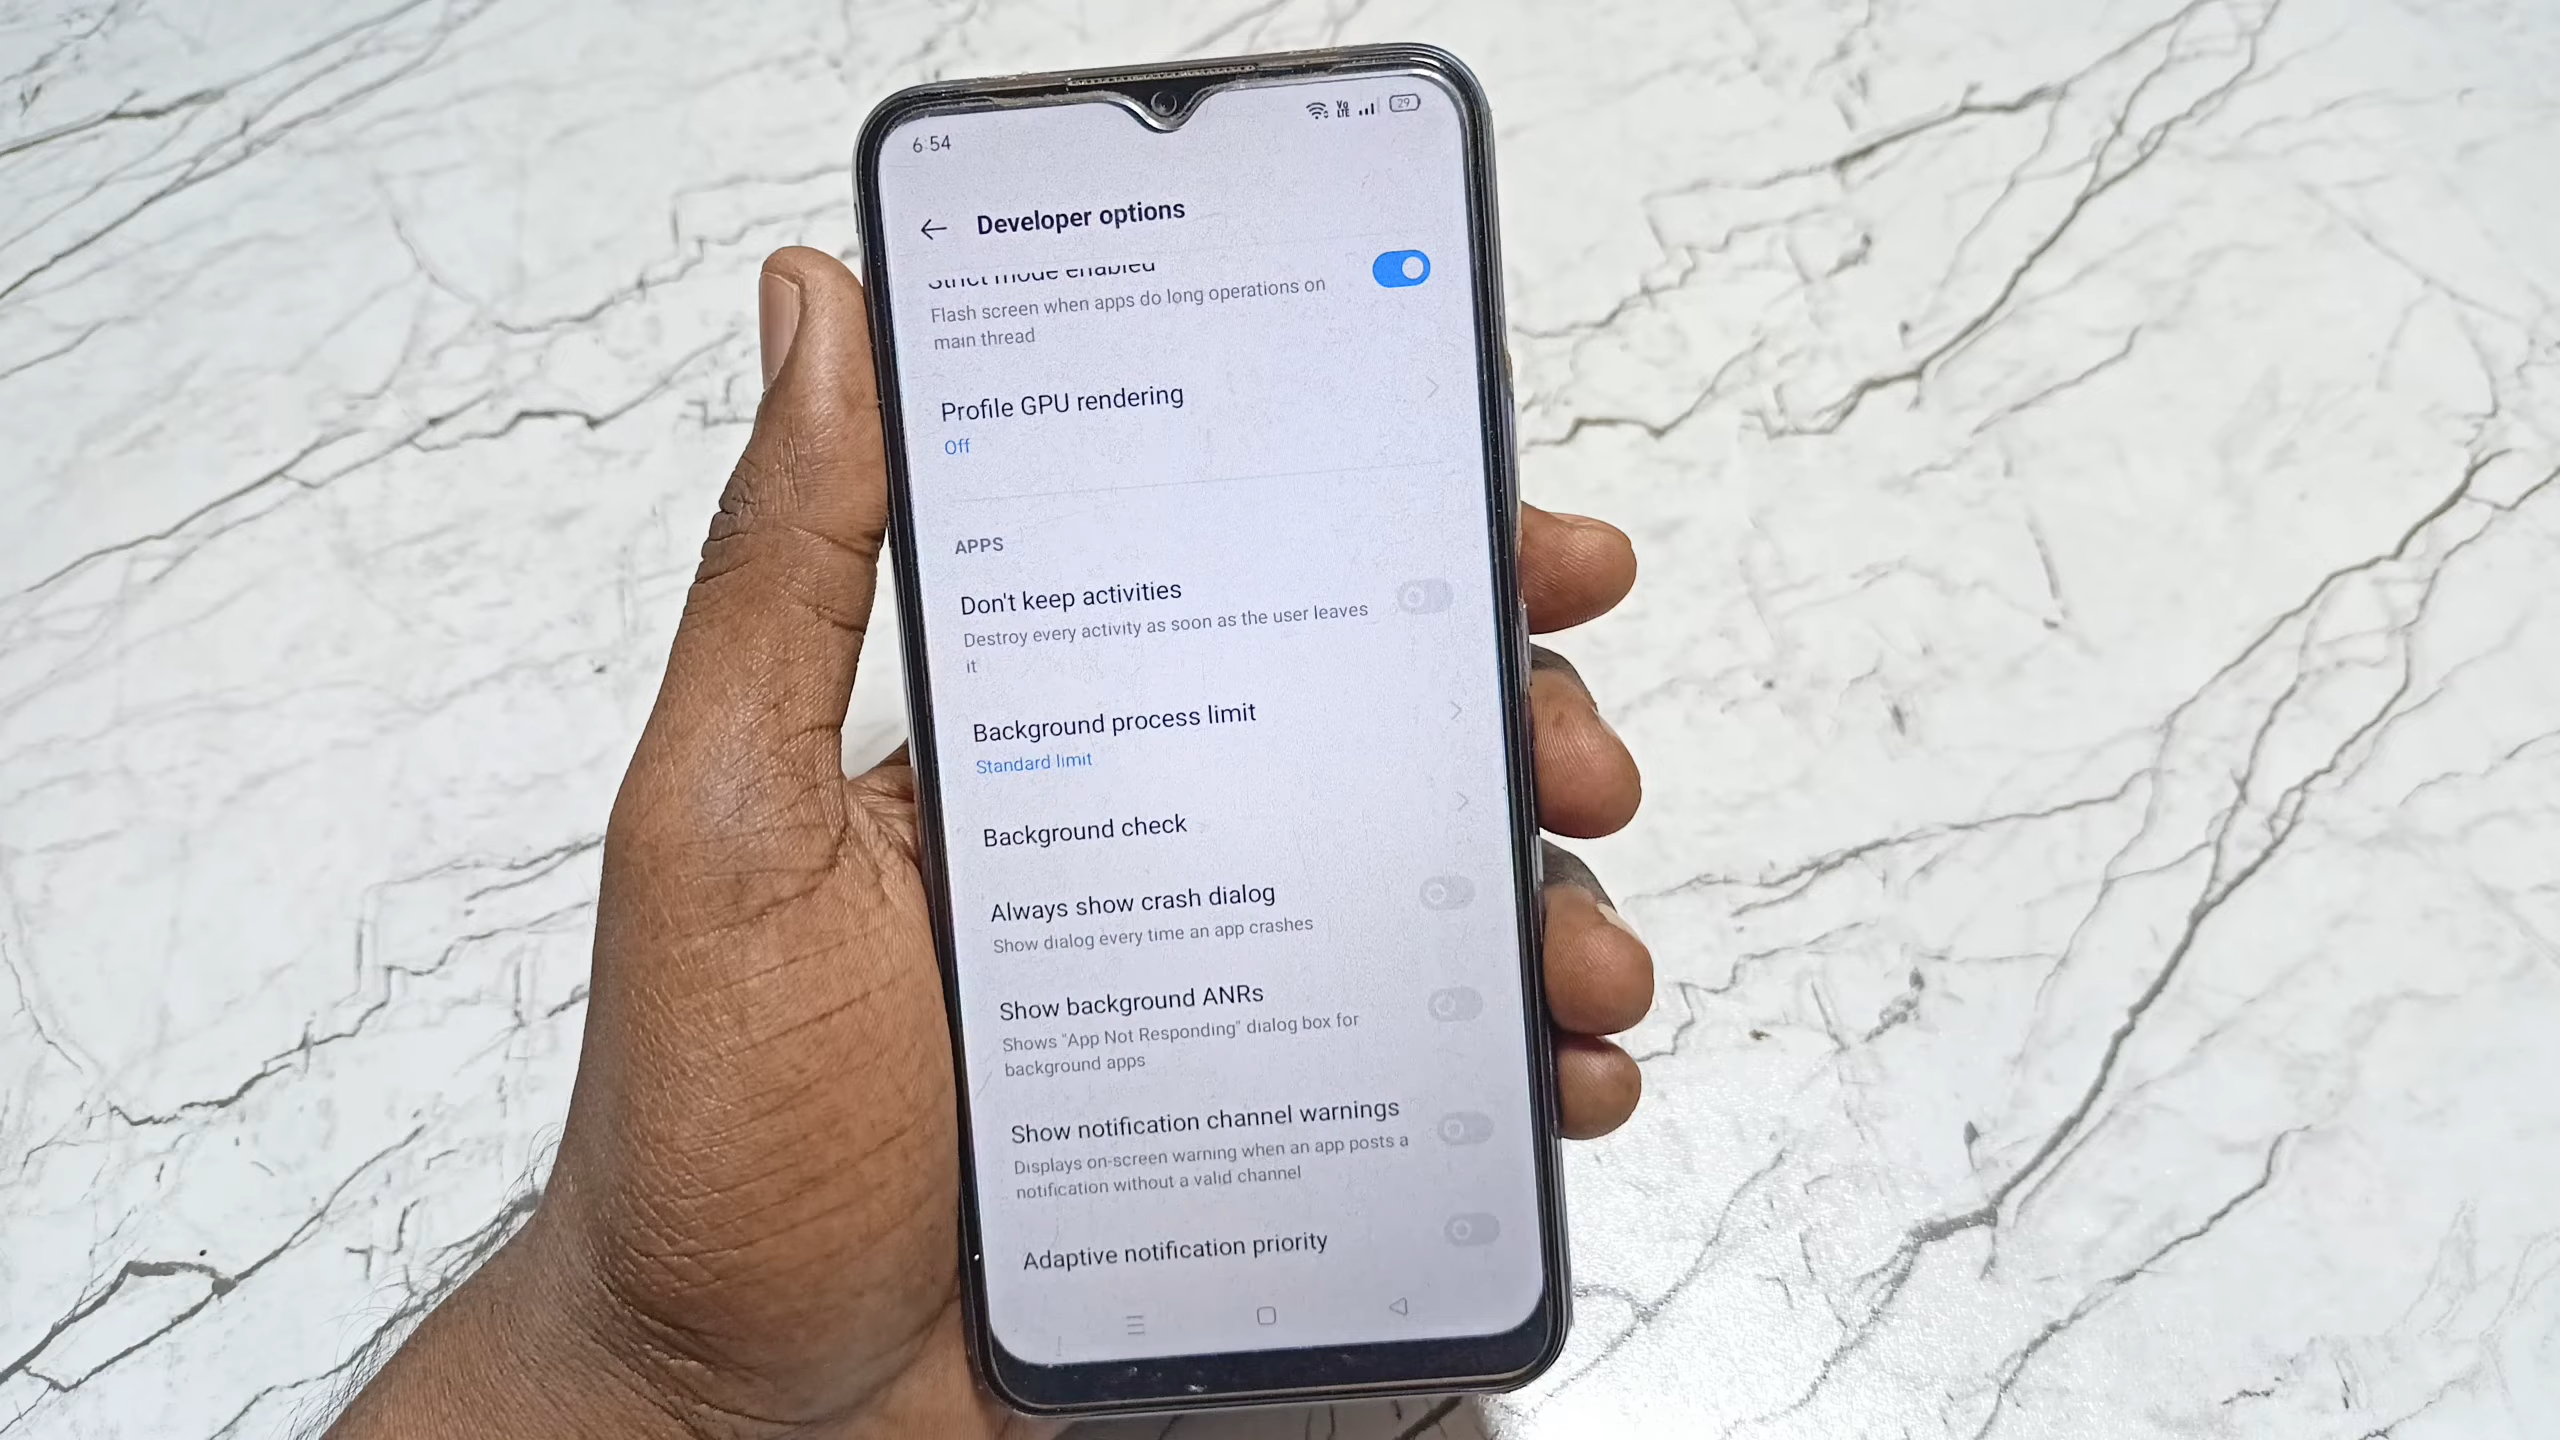 6:54
Vo
LTE
29
Developer options
Strict mode enabled
Flash screen when apps do long operations on
main thread
Profile GPU rendering
Off
APPS
Don't keep activities
Destroy every activity as soon as the user leaves
it
Background process limit
Standard limit
Background check
Always show crash dialog
Show dialog every time an app crashes
Show background ANRs
Shows "App Not Responding" dialog box for
background apps
Show notification channel warnings
Displays on-screen warning when an app posts a
notification without a valid channel
Adaptive notification priority